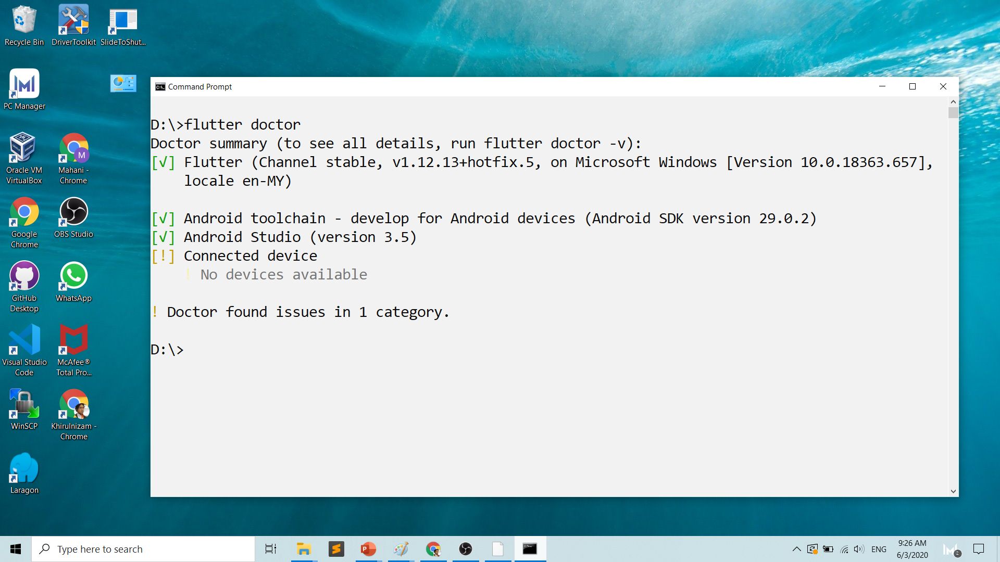 Recycle Bin
DriverToolkit
SlideToShut...
PC Manager
Oracle VM
VirtualBox
Mahani -
Chrome
M
Google
Chrome
OBS Studio
GitHub
Desktop
WhatsApp
Visual Studio
Code
McAfee®
Total Pro...
WinSCP
Khirulnizam -
Chrome
Laragon
Command Prompt
D:\>flutter doctor
Doctor summary (to see all details, run flutter doctor -v):
[√] Flutter (Channel stable, v1.12.13+hotfix.5, on Microsoft Windows [Version 10.0.18363.657],
locale en-MY)
[√] Android toolchain - develop for Android devices (Android SDK version 29.0.2)
[√] Android Studio (version 3.5)
[!] Connected device
! No devices available
! Doctor found issues in 1 category.
D:\>
Type here to search
ENG
9:26 AM
6/3/2020
2